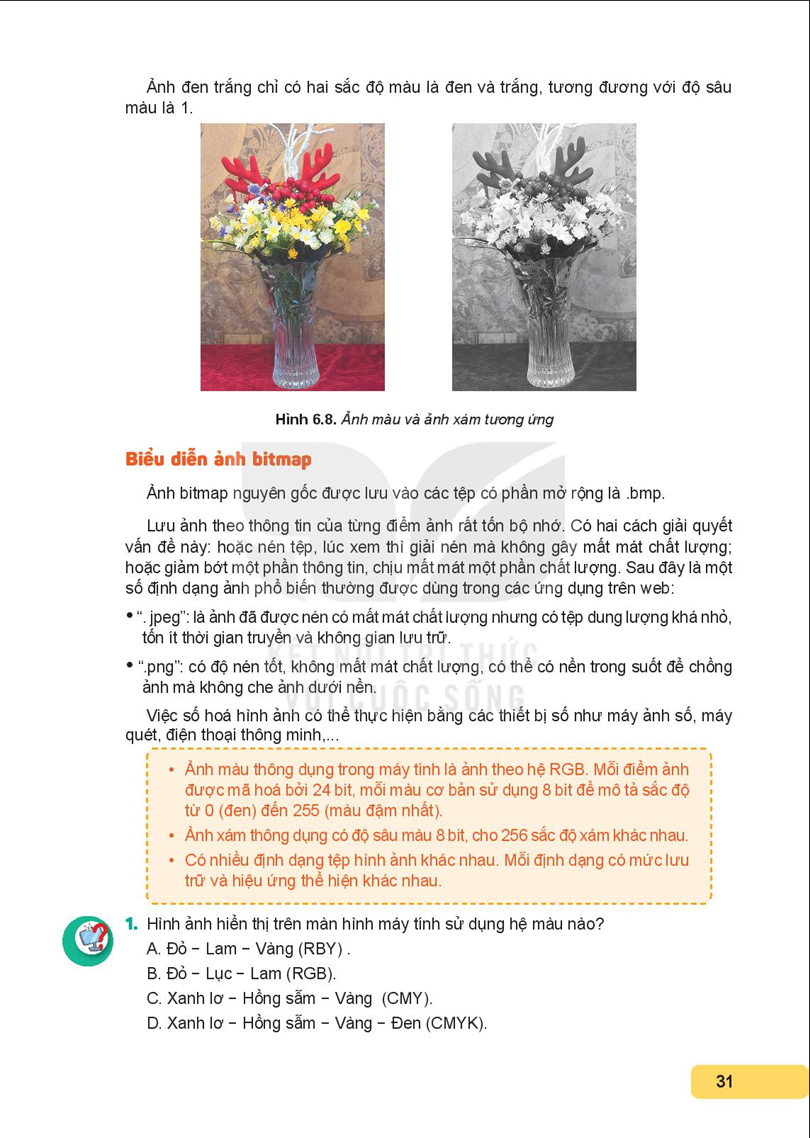 Ảnh đen trắng chỉ có hai sắc độ màu là đen và trắng, tương đương với độ sâu
màu là 1.
Hình 6.8. Ảnh màu và ảnh xám tương ứng
Biểu diễn ảnh bitmap
Ảnh bitmap nguyên gốc được lưu vào các tệp có phần mở rộng là .bmp.
Lưu ảnh theo thông tin của từng điểm ảnh rất tốn bộ nhớ. Có hai cách giải quyết
vấn đề này: hoặc nén tệp, lúc xem thì giải nén mà không gây mất mát chất lượng;
hoặc giảm bớt một phần thông tin, chịu mất mát một phần chất lượng. Sau đây là một
số định dạng ảnh phổ biến thường được dùng trong các ứng dụng trên web:
• “. jpeg”: là ảnh đã được nén có mất mát chất lượng nhưng có tệp dung lượng khá nhỏ,
tốn ít thời gian truyền và không gian lưu trữ.
• “.png”: có độ nén tốt, không mất mát chất lượng, có thể có nền trong suốt để chồng
ảnh mà không che ảnh dưới nền.
KẾT NỐI TRI THỨC
VỚI CUỘC SỐNG
Việc số hoá hình ảnh có thể thực hiện bằng các thiết bị số như máy ảnh số, máy
quét, điện thoại thông minh,...
• Ảnh màu thông dụng trong máy tính là ảnh theo hệ RGB. Mỗi điểm ảnh
được mã hoá bởi 24 bit, mỗi màu cơ bản sử dụng 8 bit để mô tả sắc độ
từ 0 (đen) đến 255 (màu đậm nhất).
• Ảnh xám thông dụng có độ sâu màu 8 bit, cho 256 sắc độ xám khác nhau.
• Có nhiều định dạng tệp hình ảnh khác nhau. Mỗi định dạng có mức lưu
trữ và hiệu ứng thể hiện khác nhau.
1. Hình ảnh hiển thị trên màn hình máy tính sử dụng hệ màu nào?
A. Đỏ – Lam – Vàng (RBY) .
B. Đỏ – Lục – Lam (RGB).
C. Xanh lơ – Hồng sẫm – Vàng (CMY).
D. Xanh lơ – Hồng sẫm – Vàng – Đen (CMYK).
31